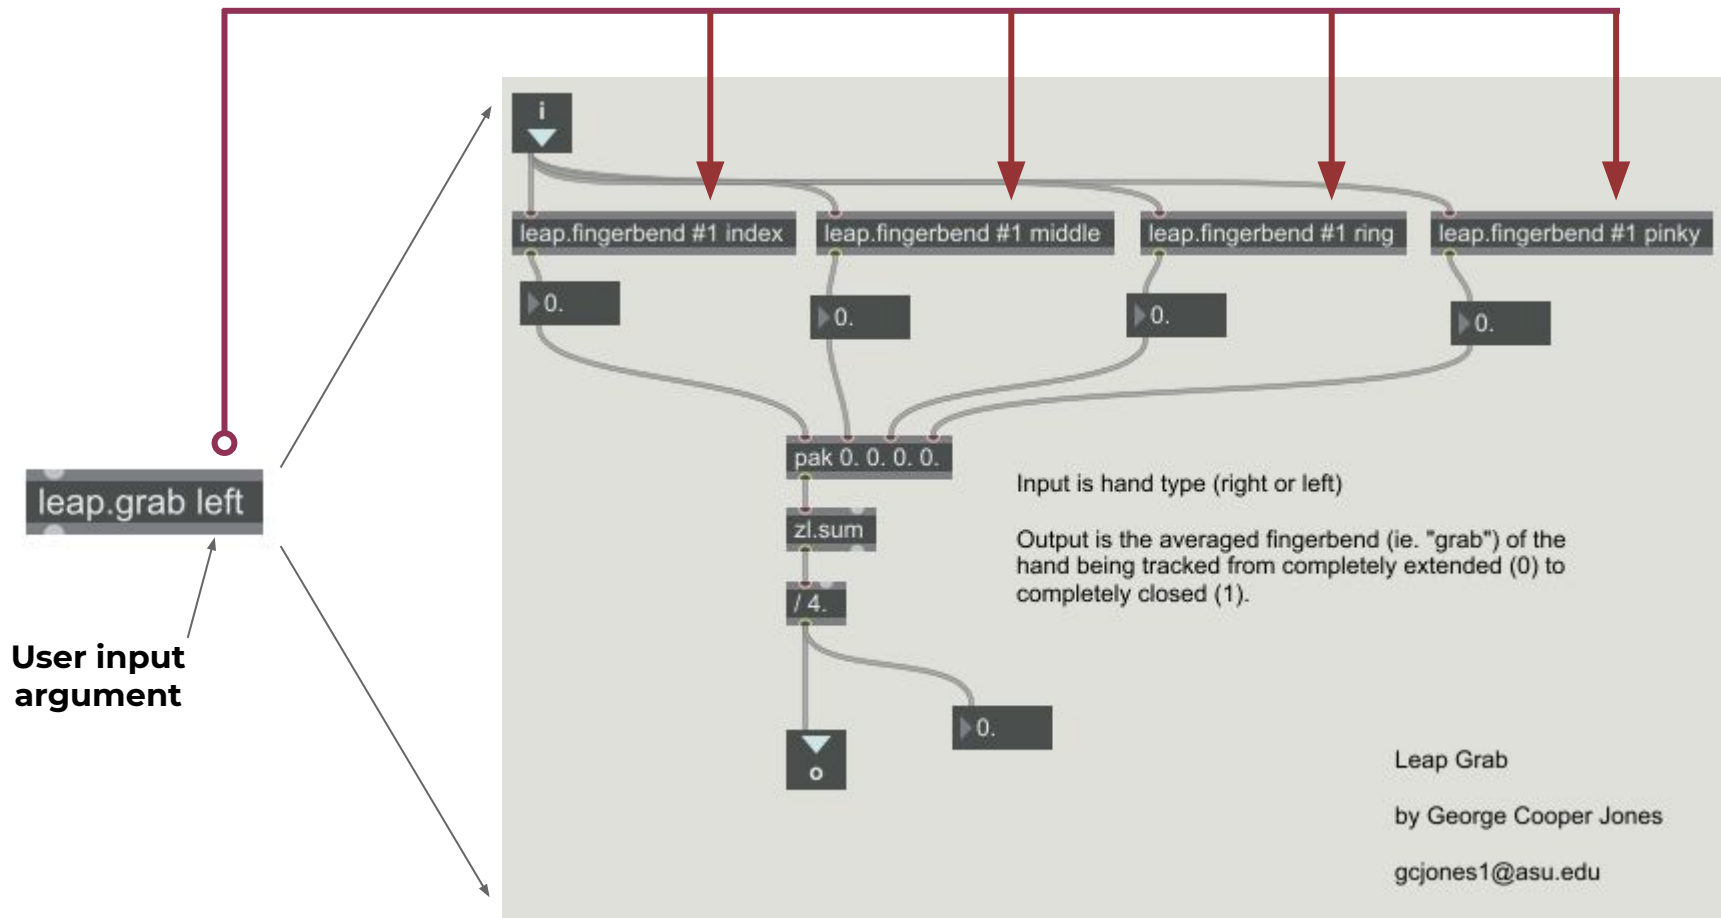 i
leap.fingerbend #1 index
leap.fingerbend #1 middle
leap.fingerbend #1 ring
leap.fingerbend #1 pinky
0.
0.
0.
0.
pak 0. 0. 0. 0.
zl.sum
/ 4.
0.
o
leap.grab left
User input
argument
Input is hand type (right or left)
Output is the averaged fingerbend (ie. "grab") of the
hand being tracked from completely extended (0) to
completely closed (1).
Leap Grab
by George Cooper Jones
gcjones1@asu.edu